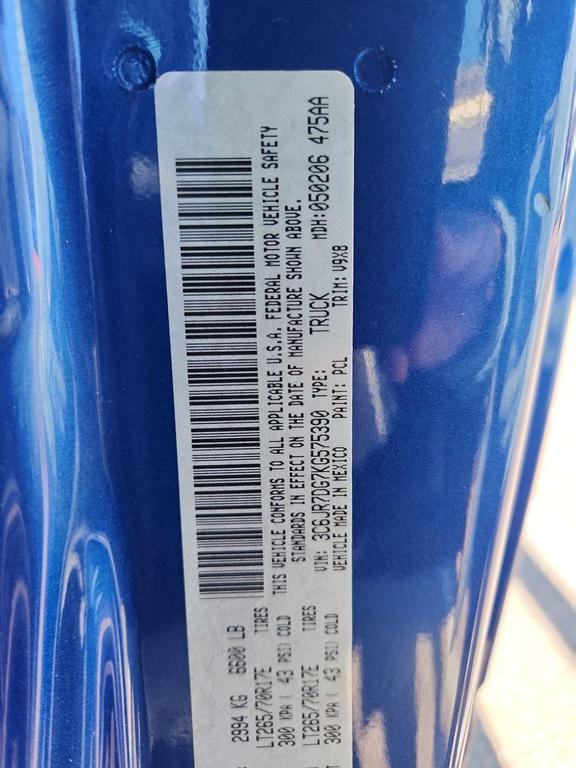 2994 KG 6600 LB
LT265/70R17E TIRES
300 KPA ( 43 PSI) COLD
LT265/70R17E TIRES
300 KPA ( 43 PSI) COLD
THIS VEHICLE CONFORMS TO ALL APPLICABLE U.S.A. FEDERAL MOTOR VEHICLE SAFETY
STANDARDS IN EFFECT ON THE DATE OF MANUFACTURE SHOWN ABOVE.
VIN: 3C6JR7DG7KG575390 TYPE: TRUCK MDH:050206 475AA
VEHICLE MADE IN MEXICO PAINT: PCL TRIM: V9X8